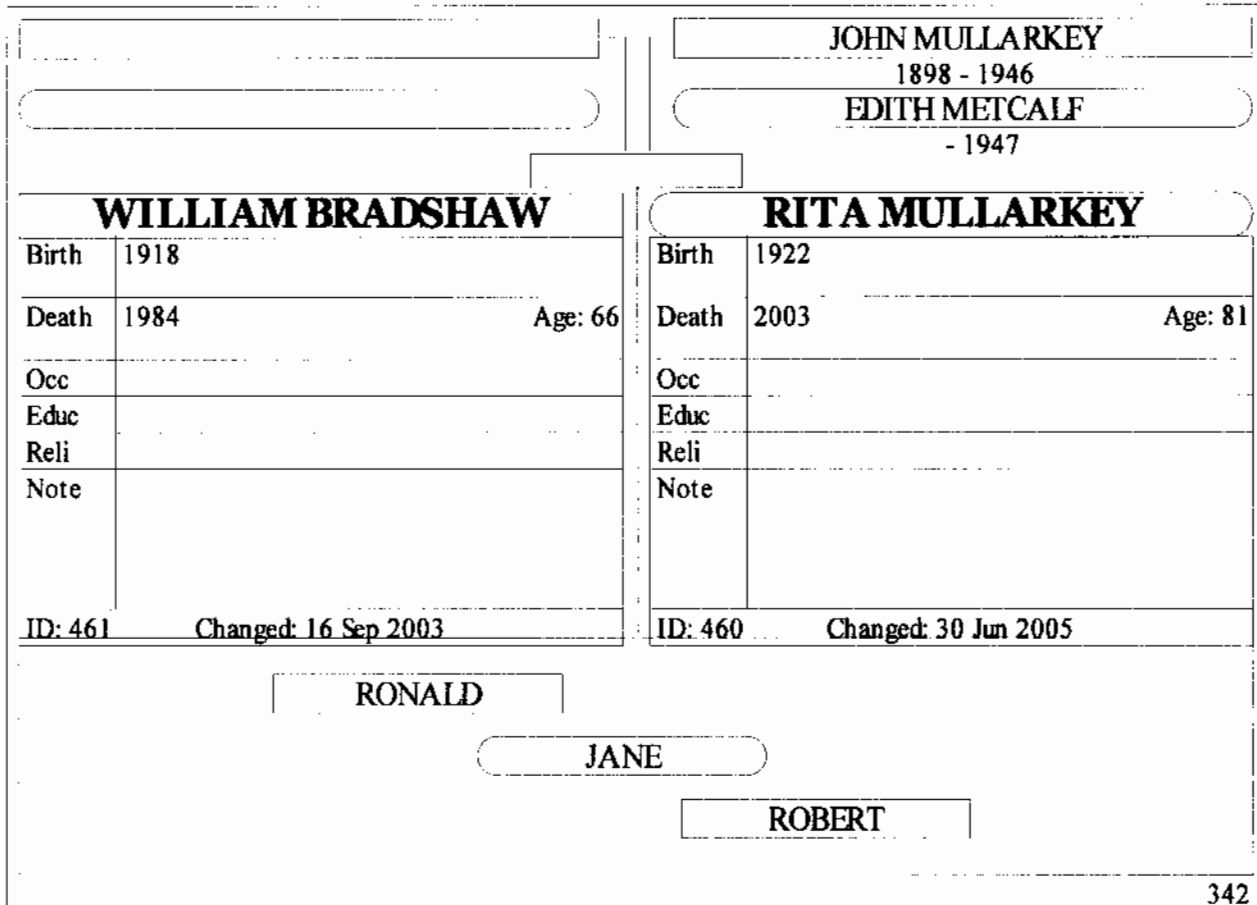 JOHN MULLARKEY
1898 - 1946
EDITH METCALF
- 1947
WILLIAM BRADSHAW
Birth 1918
Death 1984 Age: 66
Occ
Educ
Reli
Note
ID: 461 Changed: 16 Sep 2003
RITA MULLARKEY
Birth 1922
Death 2003 Age: 81
Occ
Educ
Reli
Note
ID: 460 Changed: 30 Jun 2005
RONALD
JANE
ROBERT
342